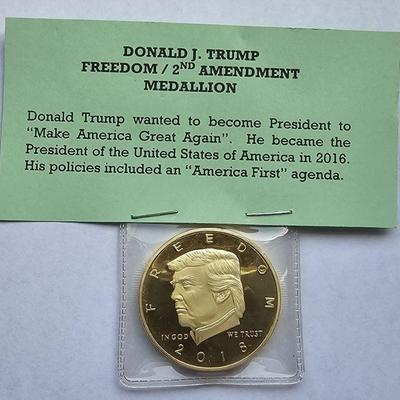 DONALD J. TRUMP
FREEDOM / 2ND AMENDMENT
MEDALLION
Donald Trump wanted to become President to
“Make America Great Again”. He became the
President of the United States of America in 2016.
His policies included an “America First” agenda.
FREEDOM
IN GOD WE TRUST
2018